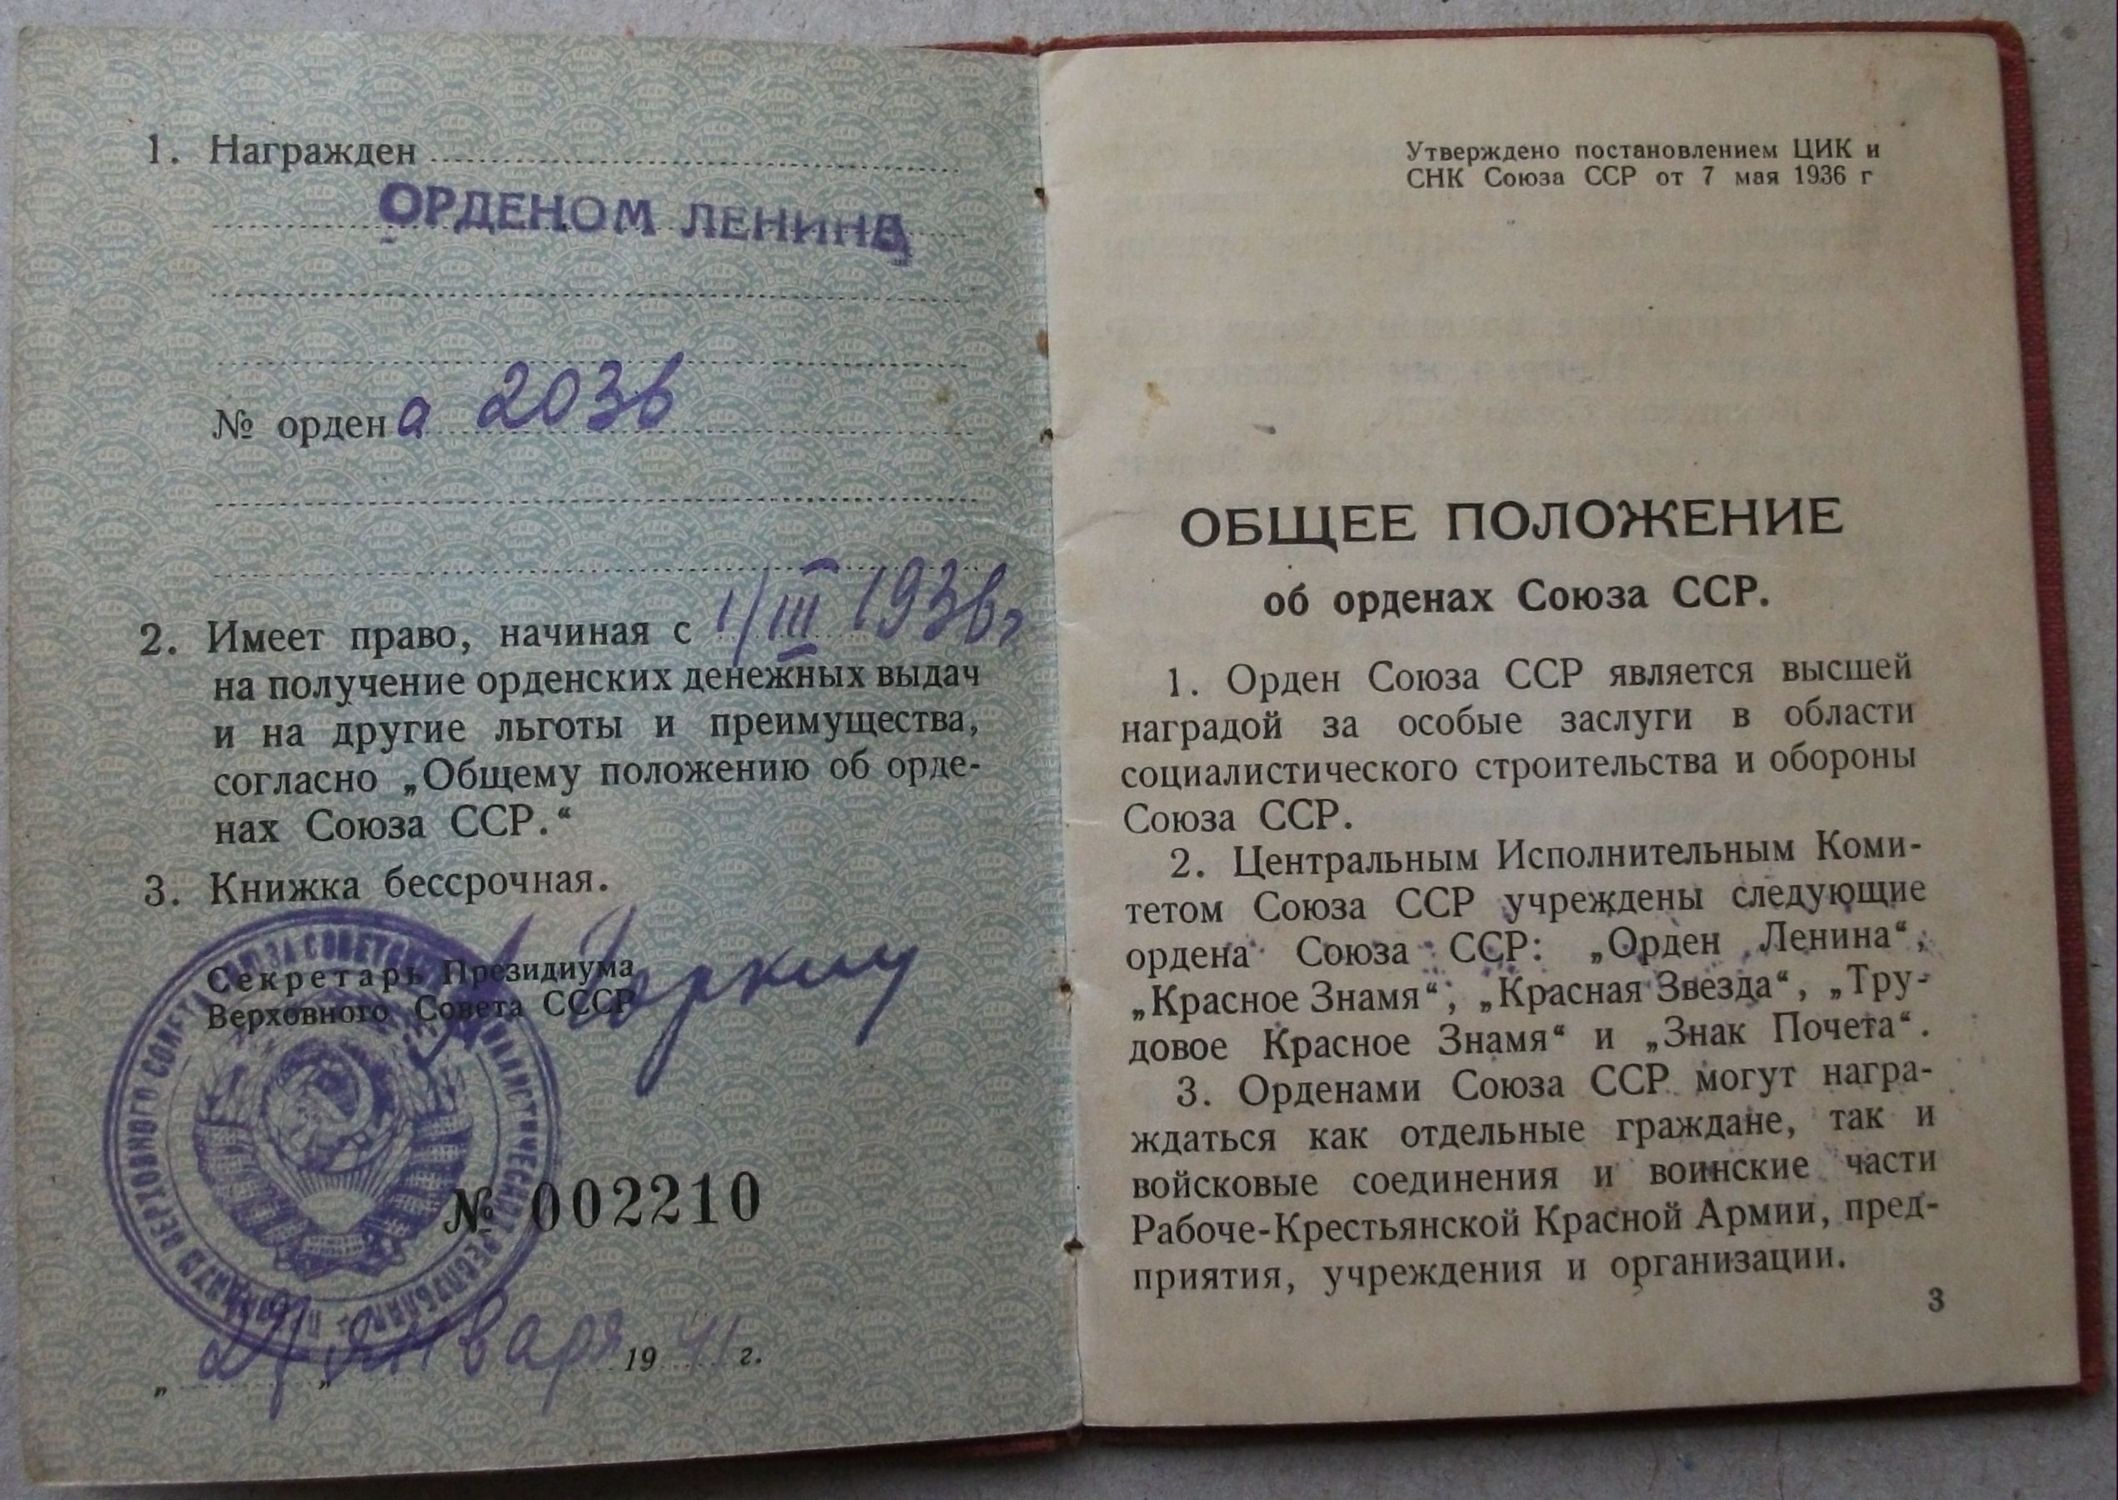 1. Награжден
ОРДЕНОМ ЛЕНИНА
№ ордена 2036
2. Имеет право, начиная с 1/III 1936 г
на получение орденских денежных выдач
и на другие льготы и преимущества,
согласно „Общему положению об орде-
нах Союза ССР.“
3. Книжка бессрочная.
Секретарь Президиума
Верховного Совета СССР
А Горкин
№ 002210
января 1941 г.
Утверждено постановлением ЦИК и
СНК Союза ССР от 7 мая 1936 г
ОБЩЕЕ ПОЛОЖЕНИЕ
об орденах Союза ССР.
1. Орден Союза ССР является высшей
наградой за особые заслуги в области
социалистического строительства и обороны
Союза ССР.
2. Центральным Исполнительным Коми-
тетом Союза ССР учреждены следующие
ордена Союза ССР: „Орден Ленина“,
„Красное Знамя“, „Красная Звезда“, „Тру-
довое Красное Знамя“ и „Знак Почета“.
3. Орденами Союза ССР могут награ-
ждаться как отдельные граждане, так и
войсковые соединения и воинские части
Рабоче-Крестьянской Красной Армии, пред-
приятия, учреждения и организации.
3